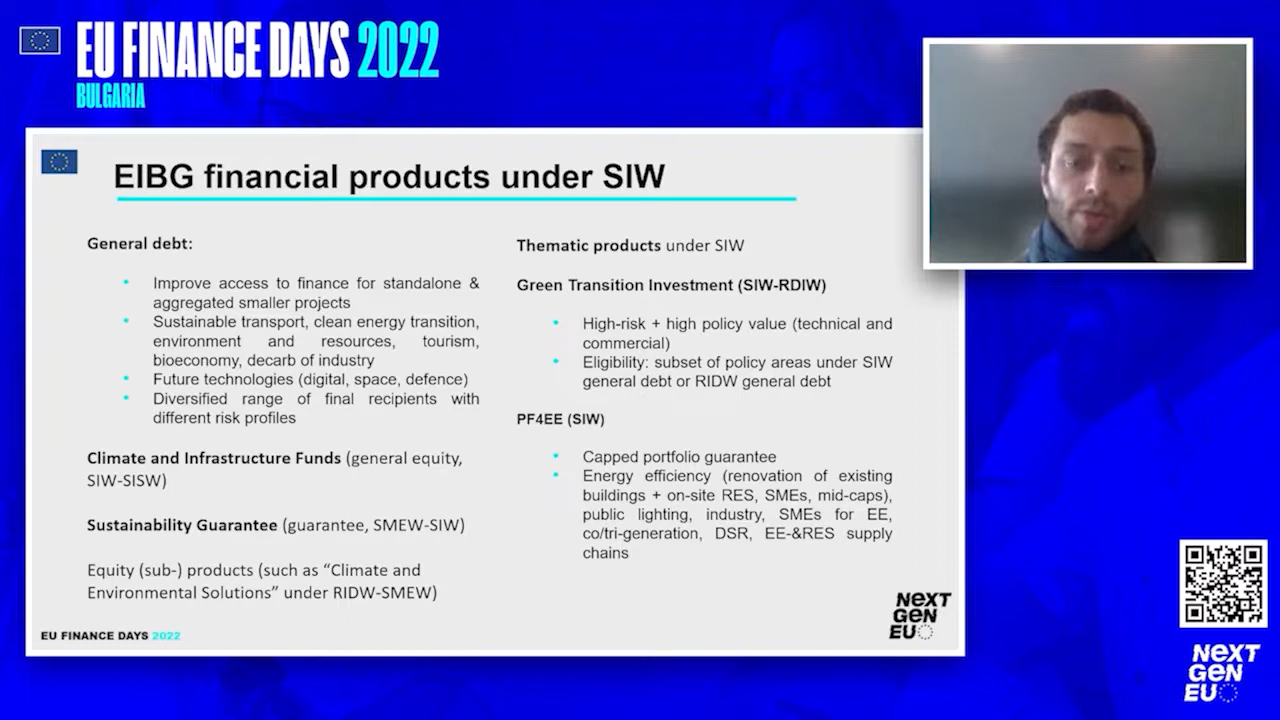 EU FINANCE DAYS 2022
BULGARIA
EIBG financial products under SIW
General debt:
• Improve access to finance for standalone &
aggregated smaller projects
• Sustainable transport, clean energy transition,
environment and resources, tourism,
bioeconomy, decarb of industry
• Future technologies (digital, space, defence)
• Diversified range of final recipients with
different risk profiles
Climate and Infrastructure Funds (general equity,
SIW-SISW)
Sustainability Guarantee (guarantee, SMEW-SIW)
Equity (sub-) products (such as “Climate and
Environmental Solutions” under RIDW-SMEW)
Thematic products under SIW
Green Transition Investment (SIW-RDIW)
• High-risk + high policy value (technical and
commercial)
• Eligibility: subset of policy areas under SIW
general debt or RIDW general debt
PF4EE (SIW)
• Capped portfolio guarantee
• Energy efficiency (renovation of existing
buildings + on-site RES, SMEs, mid-caps),
public lighting, industry, SMEs for EE,
co/tri-generation, DSR, EE-&RES supply
chains
EU FINANCE DAYS 2022
NEXT
GEN
EU
NEXT
GEN
EU